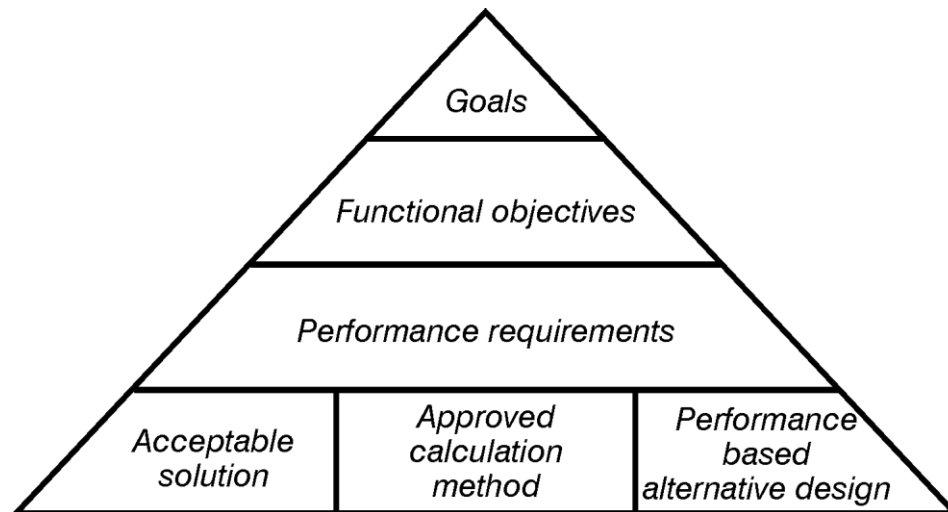 Goals
Functional objectives
Performance requirements
Acceptable
solution
Approved
calculation
method
Performance
based
alternative design